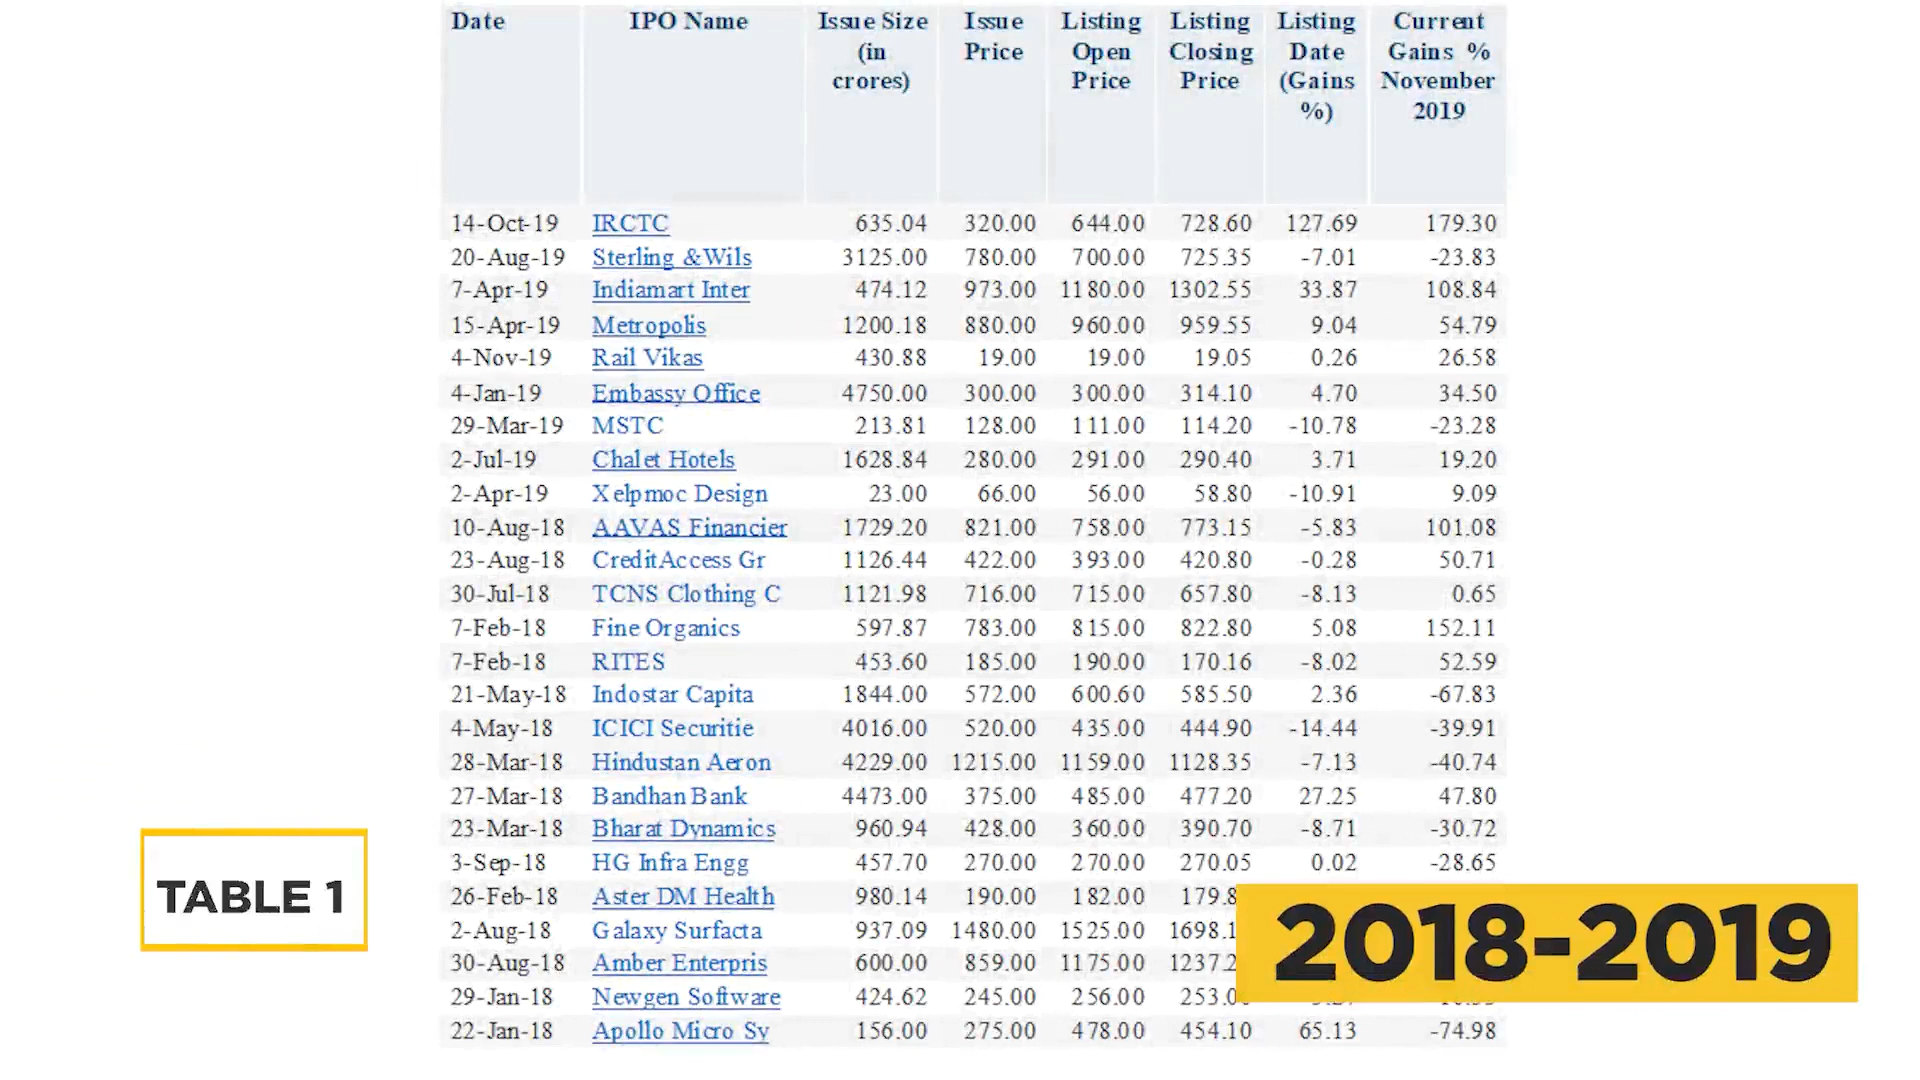 Date IPO Name Issue Size (in crores) Issue Price Listing Open Price Listing Closing Price Listing Date (Gains %) Current Gains % November 2019
14-Oct-19 IRCTC 635.04 320.00 644.00 728.60 127.69 179.30
20-Aug-19 Sterling &Wils 3125.00 780.00 700.00 725.35 -7.01 -23.83
7-Apr-19 Indiamart Inter 474.12 973.00 1180.00 1302.55 33.87 108.84
15-Apr-19 Metropolis 1200.18 880.00 960.00 959.55 9.04 54.79
4-Nov-19 Rail Vikas 430.88 19.00 19.00 19.05 0.26 26.58
4-Jan-19 Embassy Office 4750.00 300.00 300.00 314.10 4.70 34.50
29-Mar-19 MSTC 213.81 128.00 111.00 114.20 -10.78 -23.28
2-Jul-19 Chalet Hotels 1628.84 280.00 291.00 290.40 3.71 19.20
2-Apr-19 Xelpmoc Design 23.00 66.00 56.00 58.80 -10.91 9.09
10-Aug-18 AAVAS Financier 1729.20 821.00 758.00 773.15 -5.83 101.08
23-Aug-18 CreditAccess Gr 1126.44 422.00 393.00 420.80 -0.28 50.71
30-Jul-18 TCNS Clothing C 1121.98 716.00 715.00 657.80 -8.13 0.65
7-Feb-18 Fine Organics 597.87 783.00 815.00 822.80 5.08 152.11
7-Feb-18 RITES 453.60 185.00 190.00 170.16 -8.02 52.59
21-May-18 Indostar Capita 1844.00 572.00 600.60 585.50 2.36 -67.83
4-May-18 ICICI Securitie 4016.00 520.00 435.00 444.90 -14.44 -39.91
28-Mar-18 Hindustan Aeron 4229.00 1215.00 1159.00 1128.35 -7.13 -40.74
27-Mar-18 Bandhan Bank 4473.00 375.00 485.00 477.20 27.25 47.80
23-Mar-18 Bharat Dynamics 960.94 428.00 360.00 390.70 -8.71 -30.72
3-Sep-18 HG Infra Engg 457.70 270.00 270.00 270.05 0.02 -28.65
26-Feb-18 Aster DM Health 980.14 190.00 182.00 179.8
2-Aug-18 Galaxy Surfacta 937.09 1480.00 1525.00 1698.1
30-Aug-18 Amber Enterpris 600.00 859.00 1175.00 1237.2
29-Jan-18 Newgen Software 424.62 245.00 256.00 253.0
22-Jan-18 Apollo Micro Sy 156.00 275.00 478.00 454.10 65.13 -74.98
TABLE 1
2018-2019